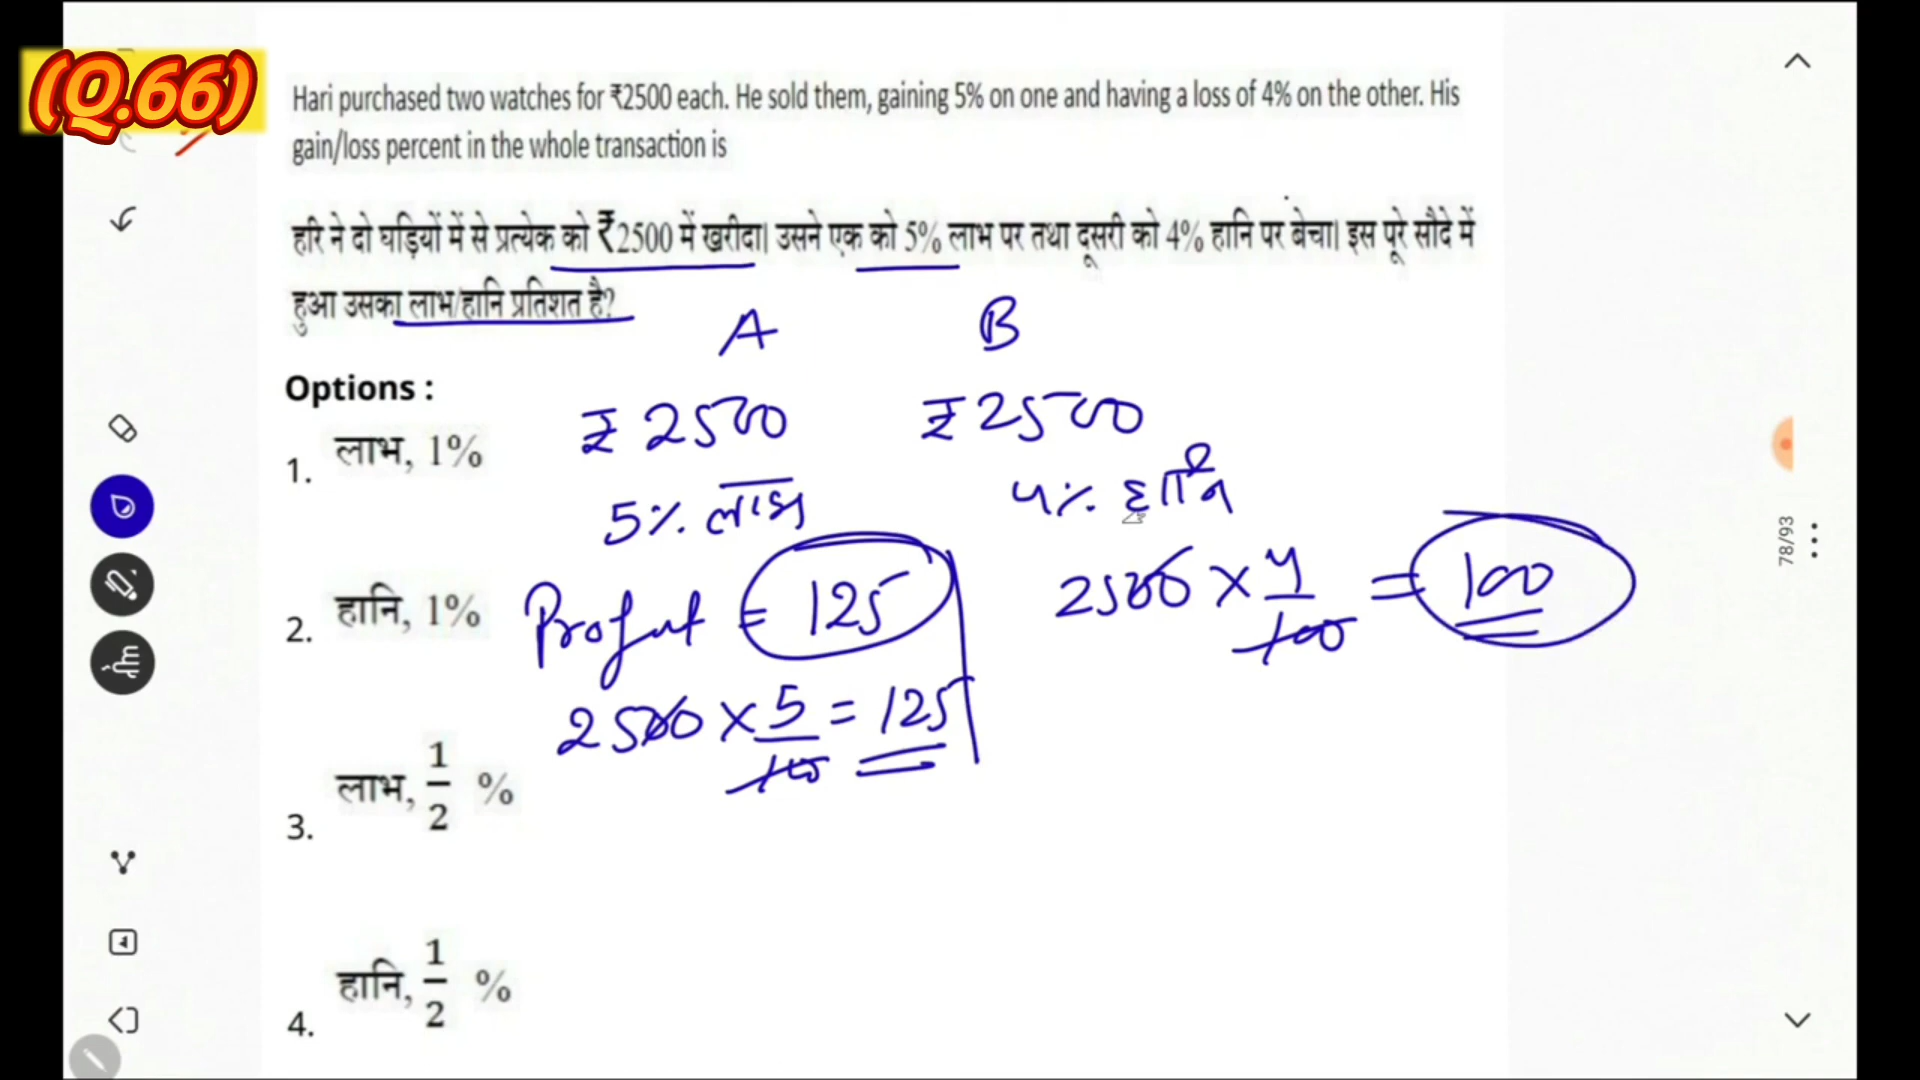 (Q.66)
Hari purchased two watches for ₹2500 each. He sold them, gaining 5% on one and having a loss of 4% on the other. His
gain/loss percent in the whole transaction is
हरि ने दो घड़ियों में से प्रत्येक को ₹2500 में खरीदा। उसने एक को 5% लाभ पर तथा दूसरी को 4% हानि पर बेचा। इस पूरे सौदे में
हुआ उसका लाभ/हानि प्रतिशत है?
A B
Options :
₹ 2500 ₹ 2500
1. लाभ, 1%
5% लाभ 4% हानि
2. हानि, 1%
Profit = 125
2500 × 4/100 = 100
2500 × 5/100 = 125
3. लाभ, 1/2 %
4. हानि, 1/2 %
78/93